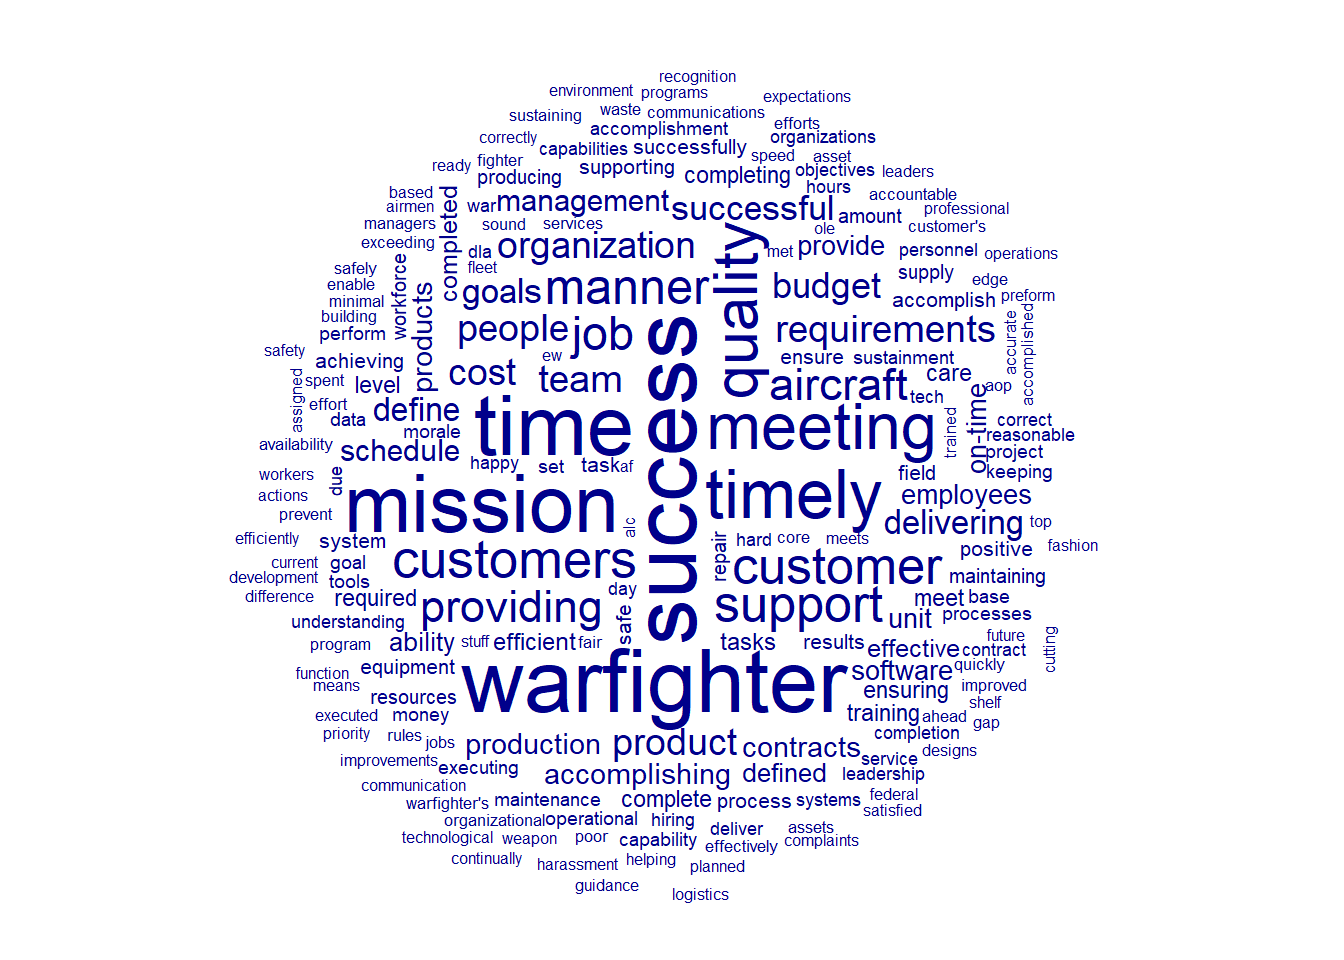 recognition
environment programs
expectations
sustaining waste communications
accomplishment efforts
correctly organizations
capabilities successfully
ready fighter supporting speed asset
producing completing objectives leaders
based hours accountable
airmen completed war management successful amount professional
managers sound services ole customer's
exceeding dla organization quality met provide personnel operations
fleet
safely workforce supply edge
enable goals manner budget accomplish preform
minimal
building products
perform people job requirements accurate accomplished
safety ew ensure sustainment
achieving cost team aircraft care
assigned spent level tech aop
effort define time success meeting on-time
data trained correct
availability morale reasonable
schedule project
workers happy set task af field keeping
due
actions mission timely employees
prevent delivering top
efficiently system alc hard core meets
current goal customers repair customer positive fashion
development tools maintaining
difference required providing day support meet base
understanding safe unit processes
program ability stuff efficient fair tasks results effective contract future
function equipment warfighter software quickly cutting
means
resources ensuring improved
executed money training ahead shelf
priority rules gap
jobs production product contracts completion
improvements service designs
executing accomplishing defined leadership
communication
warfighter's maintenance complete process systems federal
organizational operational hiring satisfied
technological weapon poor capability deliver assets
effectively complaints
continually harassment helping planned
guidance
logistics